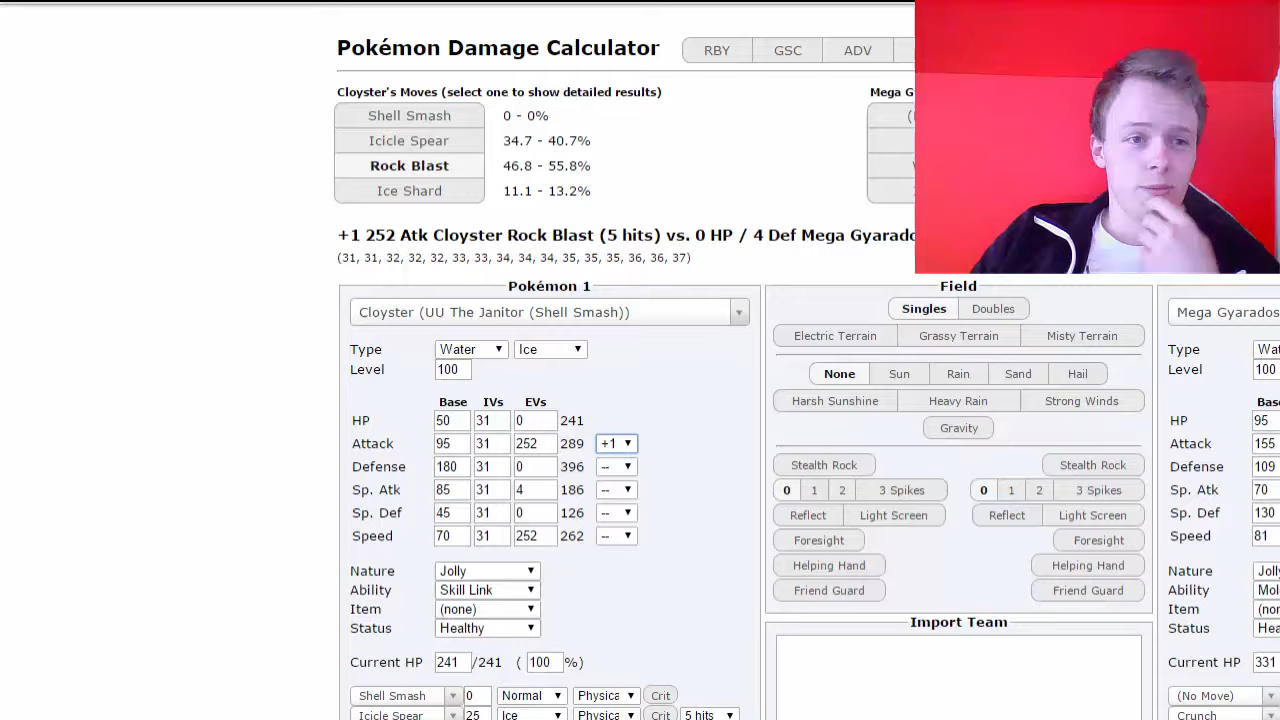 Pokémon Damage Calculator RBY GSC ADV
Cloyster's Moves (select one to show detailed results) Mega G
Shell Smash 0 - 0%
Icicle Spear 34.7 - 40.7%
Rock Blast 46.8 - 55.8%
Ice Shard 11.1 - 13.2%
+1 252 Atk Cloyster Rock Blast (5 hits) vs. 0 HP / 4 Def Mega Gyarado
(31, 31, 32, 32, 32, 33, 33, 34, 34, 34, 35, 35, 35, 36, 36, 37)
Pokémon 1
Cloyster (UU The Janitor (Shell Smash))
Type Water Ice
Level 100
Base IVs EVs
HP 50 31 0 241
Attack 95 31 252 289 +1
Defense 180 31 0 396 --
Sp. Atk 85 31 4 186 --
Sp. Def 45 31 0 126 --
Speed 70 31 252 262 --
Nature Jolly
Ability Skill Link
Item (none)
Status Healthy
Current HP 241 /241 ( 100 %)
Shell Smash 0 Normal Physica Crit
Icicle Spear 25 Ice Physica Crit 5 hits
Field
Singles Doubles
Electric Terrain Grassy Terrain Misty Terrain
None Sun Rain Sand Hail
Harsh Sunshine Heavy Rain Strong Winds
Gravity
Stealth Rock Stealth Rock
0 1 2 3 Spikes 0 1 2 3 Spikes
Reflect Light Screen Reflect Light Screen
Foresight Foresight
Helping Hand Helping Hand
Friend Guard Friend Guard
Import Team
Mega Gyarados
Type Wa
Level 100
Base
HP 95
Attack 155
Defense 109
Sp. Atk 70
Sp. Def 130
Speed 81
Nature Jolly
Ability Mol
Item (no
Status Hea
Current HP 331
(No Move)
Crunch